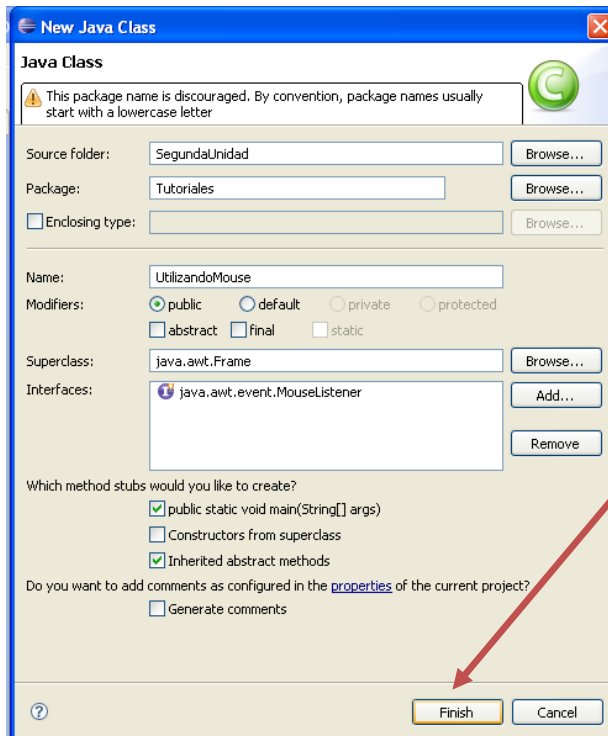 New Java Class
Java Class
This package name is discouraged. By convention, package names usually
start with a lowercase letter
Source folder: SegundaUnidad Browse...
Package: Tutoriales Browse...
Enclosing type: Browse...
Name: UtilizandoMouse
Modifiers: public default private protected
abstract final static
Superclass: java.awt.Frame Browse...
Interfaces: java.awt.event.MouseListener Add...
Remove
Which method stubs would you like to create?
public static void main(String[] args)
Constructors from superclass
Inherited abstract methods
Do you want to add comments as configured in the properties of the current project?
Generate comments
Finish Cancel